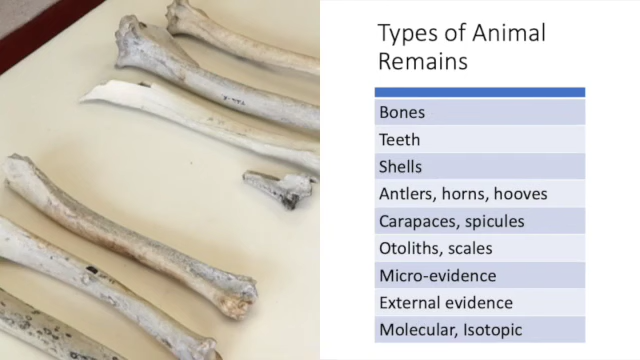 Types of Animal
Remains
Bones
Teeth
Shells
Antlers, horns, hooves
Carapaces, spicules
Otoliths, scales
Micro-evidence
External evidence
Molecular, Isotopic